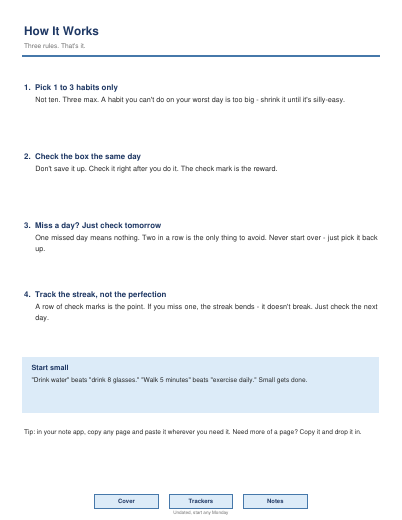 How It Works
Three rules. That's it.
1. Pick 1 to 3 habits only
Not ten. Three max. A habit you can't do on your worst day is too big - shrink it until it's silly-easy.
2. Check the box the same day
Don't save it up. Check it right after you do it. The check mark is the reward.
3. Miss a day? Just check tomorrow
One missed day means nothing. Two in a row is the only thing to avoid. Never start over - just pick it back
up.
4. Track the streak, not the perfection
A row of check marks is the point. If you miss one, the streak bends - it doesn't break. Just check the next
day.
Start small
"Drink water" beats "drink 8 glasses." "Walk 5 minutes" beats "exercise daily." Small gets done.
Tip: in your note app, copy any page and paste it wherever you need it. Need more of a page? Copy it and drop it in.
Cover Trackers Notes
Undated, start any Monday